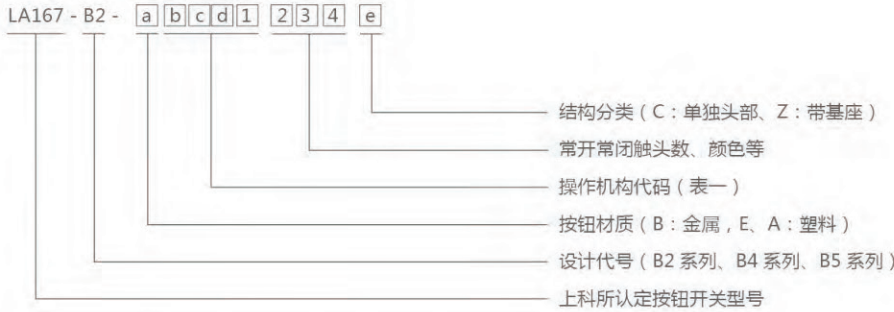 LA167 - B2 - a b c d 1 2 3 4 e
结构分类（C：单独头部、Z：带基座）
常开常闭触头数、颜色等
操作机构代码（表一）
按钮材质（B：金属，E、A：塑料）
设计代号（B2 系列、B4 系列、B5 系列）
上科所认定按钮开关型号